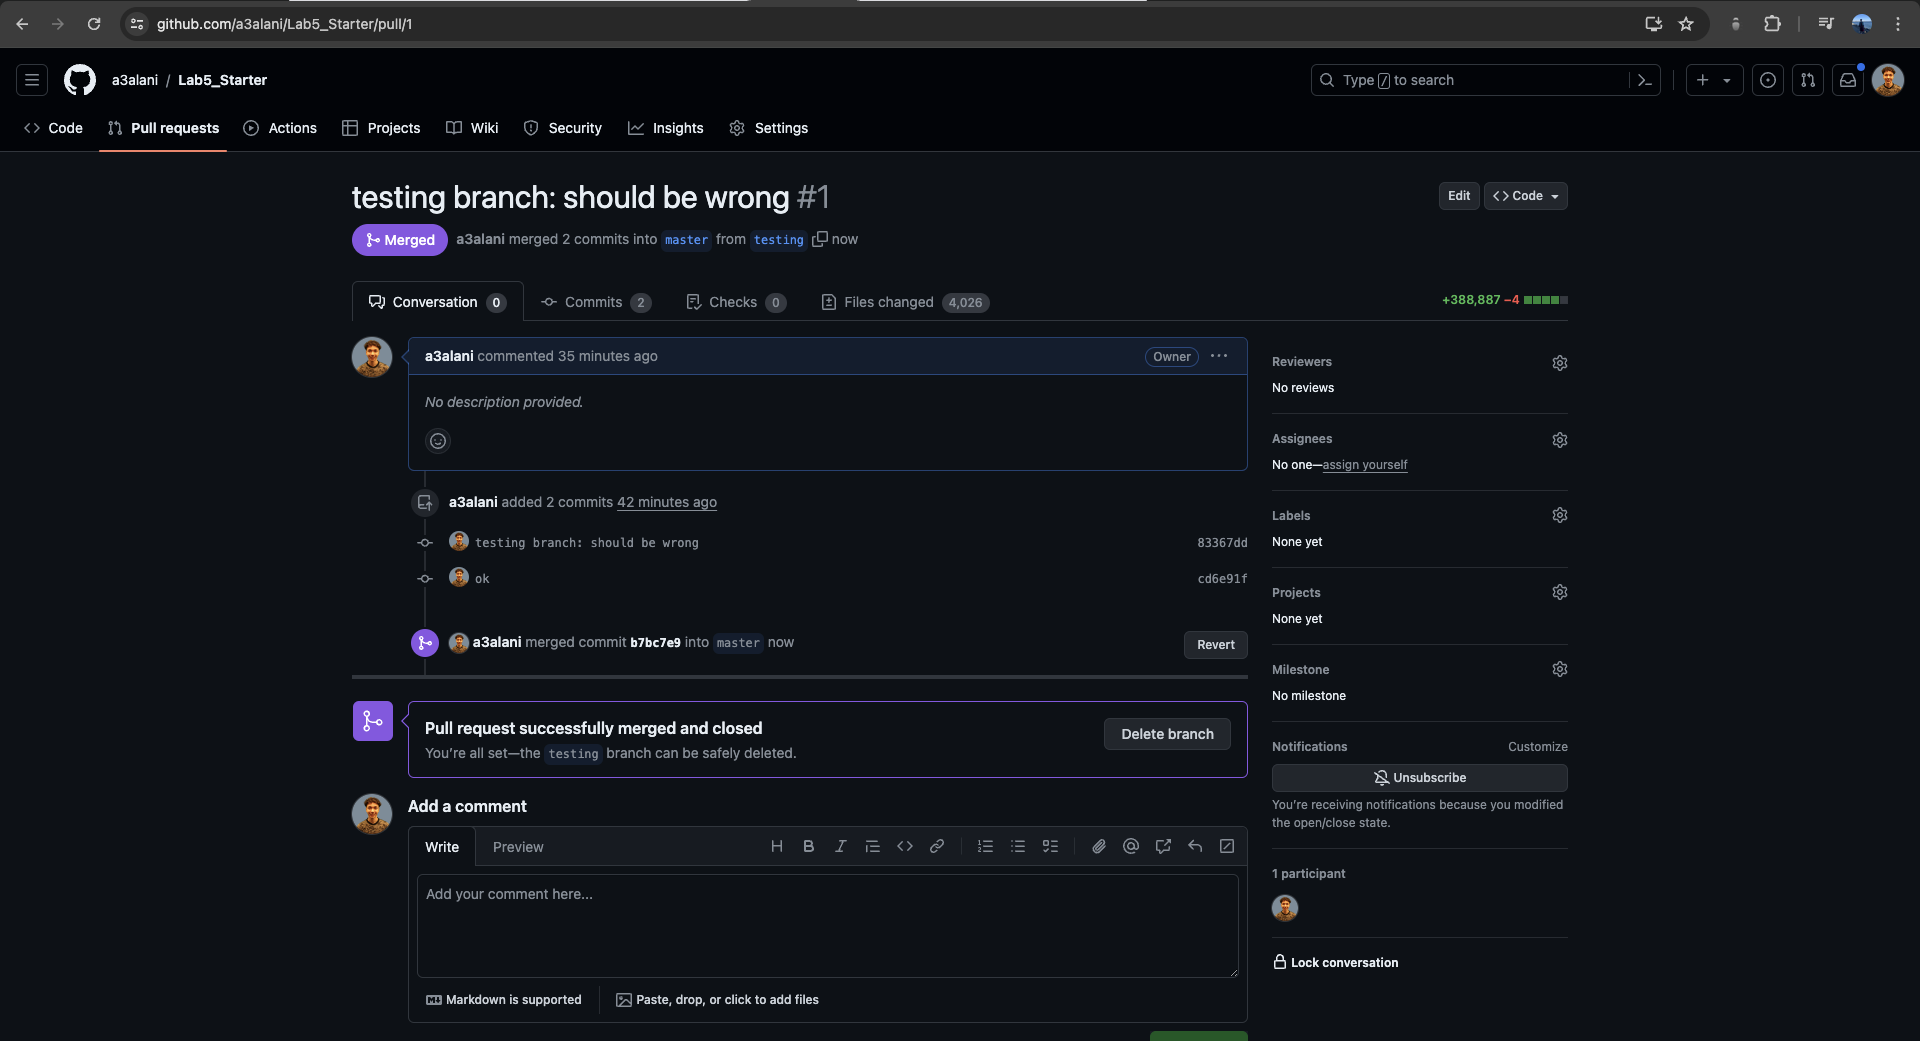 github.com/a3alani/Lab5_Starter/pull/1
a3alani / Lab5_Starter
Type / to search
Code Pull requests Actions Projects Wiki Security Insights Settings
testing branch: should be wrong #1
Edit
Code
Merged a3alani merged 2 commits into master from testing now
Conversation 0
Commits 2
Checks 0
Files changed 4,026
+388,887 −4
a3alani commented 35 minutes ago
Owner
No description provided.
a3alani added 2 commits 42 minutes ago
testing branch: should be wrong 83367dd
ok cd6e91f
a3alani merged commit b7bc7e9 into master now
Revert
Pull request successfully merged and closed
You’re all set—the testing branch can be safely deleted.
Delete branch
Add a comment
Write Preview
Add your comment here...
Markdown is supported
Paste, drop, or click to add files
Reviewers
No reviews
Assignees
No one—assign yourself
Labels
None yet
Projects
None yet
Milestone
No milestone
Notifications Customize
Unsubscribe
You’re receiving notifications because you modified
the open/close state.
1 participant
Lock conversation